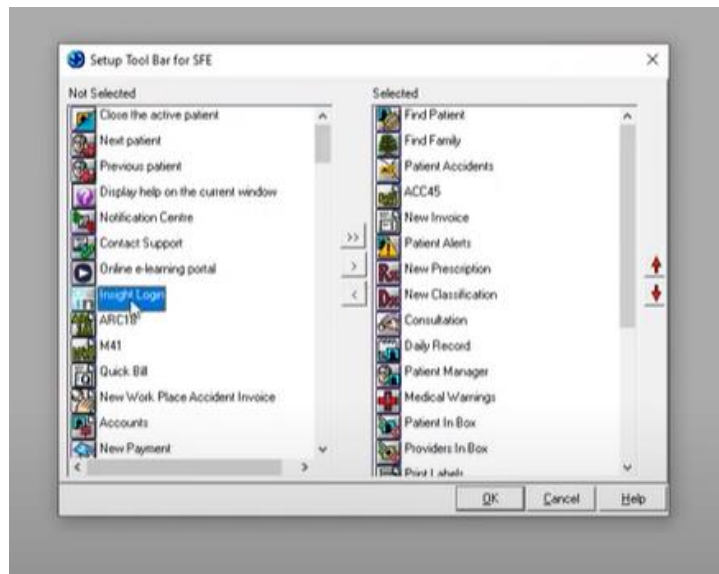 Setup Tool Bar for SFE
Not Selected
Close the active patient
Next patient
Previous patient
Display help on the current window
Notification Centre
Contact Support
Online e-learning portal
Insight Login
ARC18
M41
Quick Bill
New Work Place Accident Invoice
Accounts
New Payment
>>
>
<
Selected
Find Patient
Find Family
Patient Accidents
ACC45
New Invoice
Patient Alerts
New Prescription
New Classification
Consultation
Daily Record
Patient Manager
Medical Warnings
Patient In Box
Providers In Box
Print Labels
OK Cancel Help